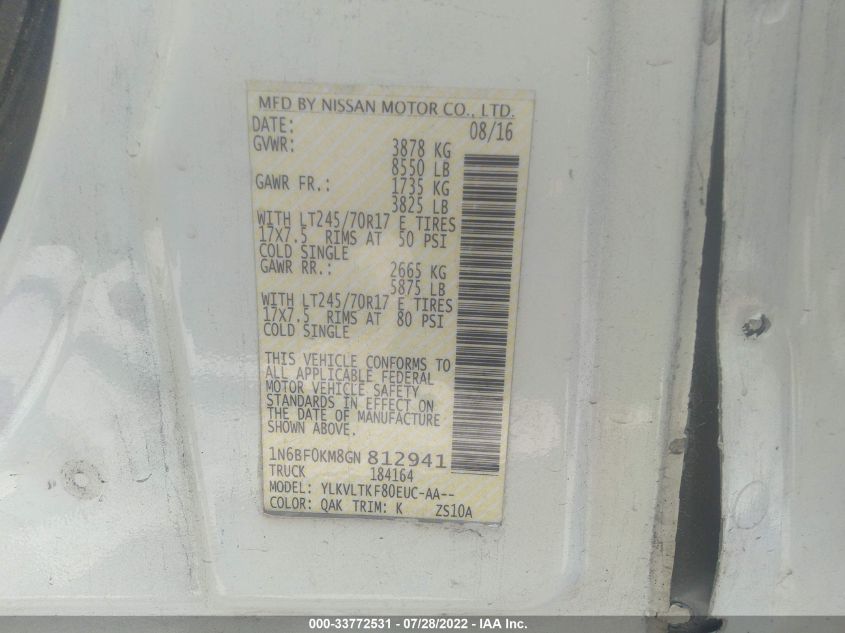 MFD BY NISSAN MOTOR CO., LTD.
DATE: 08/16
GVWR: 3878 KG
8550 LB
GAWR FR.: 1735 KG
3825 LB
WITH LT245/70R17 E TIRES
17X7.5 RIMS AT 50 PSI
COLD SINGLE
GAWR RR.: 2665 KG
5875 LB
WITH LT245/70R17 E TIRES
17X7.5 RIMS AT 80 PSI
COLD SINGLE
THIS VEHICLE CONFORMS TO
ALL APPLICABLE FEDERAL
MOTOR VEHICLE SAFETY
STANDARDS IN EFFECT ON
THE DATE OF MANUFACTURE
SHOWN ABOVE.
1N6BF0KM8GN 812941
TRUCK 184164
MODEL: YLKVLTKF80EUC-AA--
COLOR: QAK TRIM: K ZS10A
000-33772531 - 07/28/2022 - IAA Inc.